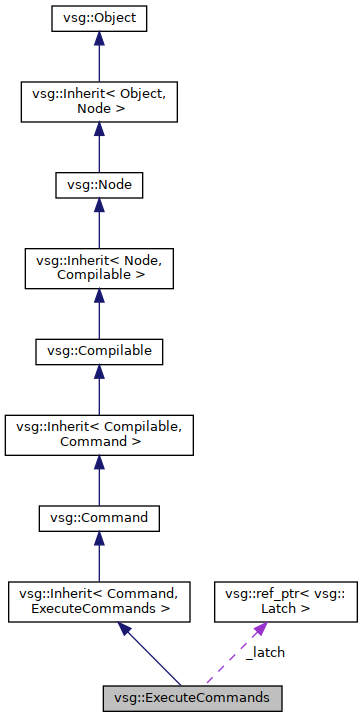 vsg::Object
vsg::Inherit< Object,
Node >
vsg::Node
vsg::Inherit< Node,
Compilable >
vsg::Compilable
vsg::Inherit< Compilable,
Command >
vsg::Command
vsg::Inherit< Command,
ExecuteCommands >
vsg::ref_ptr< vsg::
Latch >
_latch
vsg::ExecuteCommands